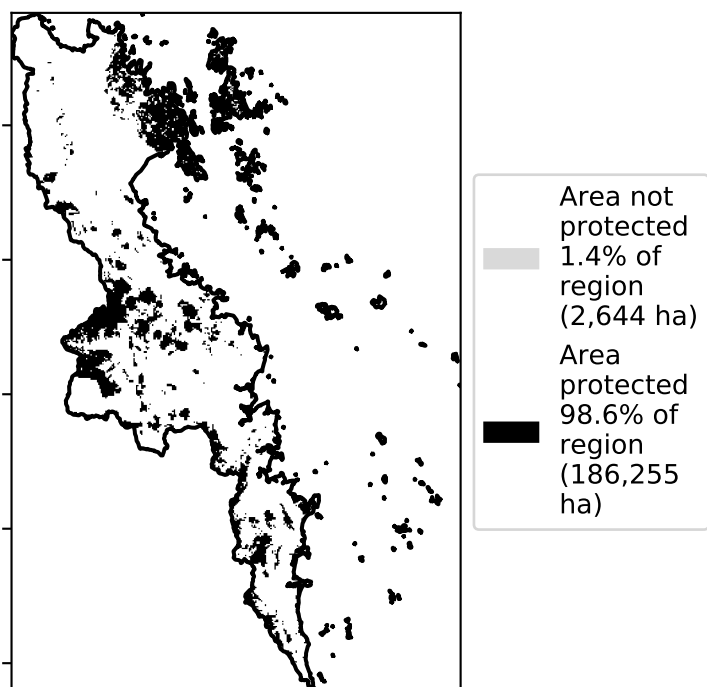 Area not
protected
1.4% of
region
(2,644 ha)
Area
protected
98.6% of
region
(186,255
ha)